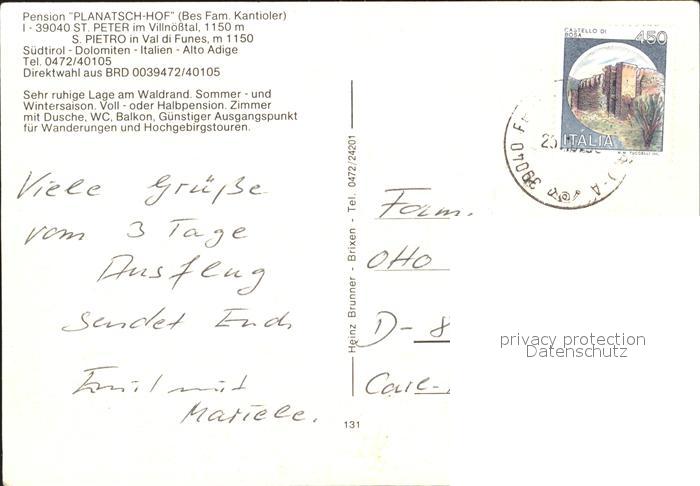 Pension "PLANATSCH-HOF" (Bes Fam. Kantioler)
I - 39040 ST. PETER im Villnößtal, 1150 m
S. PIETRO in Val di Funes, m 1150
Südtirol - Dolomiten - Italien - Alto Adige
Tel. 0472/40105
Direktwahl aus BRD 0039472/40105
Sehr ruhige Lage am Waldrand. Sommer - und
Wintersaison. Voll - oder Halbpension. Zimmer
mit Dusche, WC, Balkon, Günstiger Ausgangspunkt
für Wanderungen und Hochgebirgstouren.
Viele Grüße
vom 3 Tage
Ausflug
sendet Euch
Emil mit
Mariele.
Heinz Brunner - Brixen - Tel. 0472/24201
131
CASTELLO DI
BOSA
450
ITALIA
39040
Fam.
Otto
D-8
Carl-
privacy protection
Datenschutz